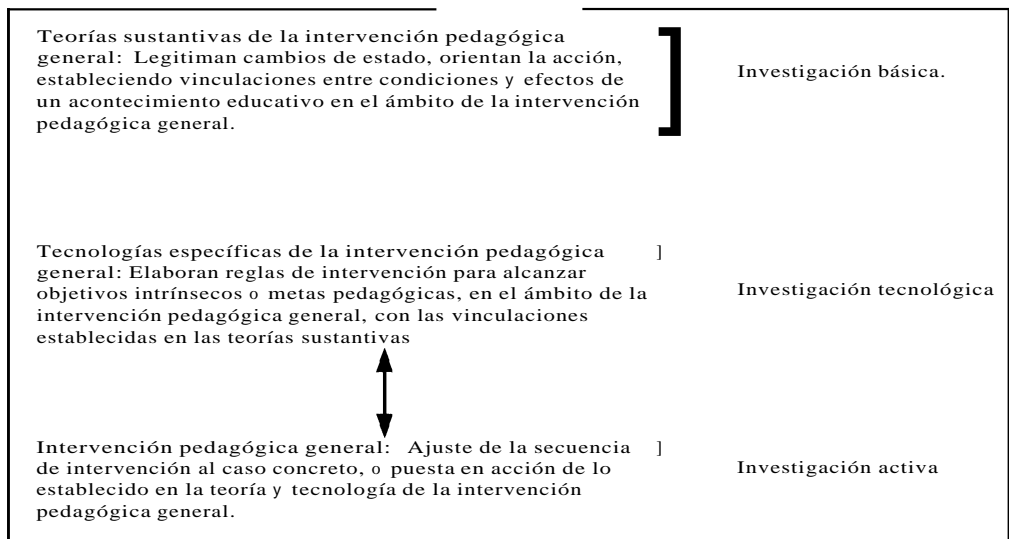 Teorías sustantivas de la intervención pedagógica
general: Legitiman cambios de estado, orientan la acción,
estableciendo vinculaciones entre condiciones y efectos de
un acontecimiento educativo en el ámbito de la intervención
pedagógica general.
]
Investigación básica.
Tecnologías específicas de la intervención pedagógica
general: Elaboran reglas de intervención para alcanzar
objetivos intrínsecos o metas pedagógicas, en el ámbito de la
intervención pedagógica general, con las vinculaciones
establecidas en las teorías sustantivas
]
Investigación tecnológica
Intervención pedagógica general: Ajuste de la secuencia
de intervención al caso concreto, o puesta en acción de lo
establecido en la teoría y tecnología de la intervención
pedagógica general.
]
Investigación activa